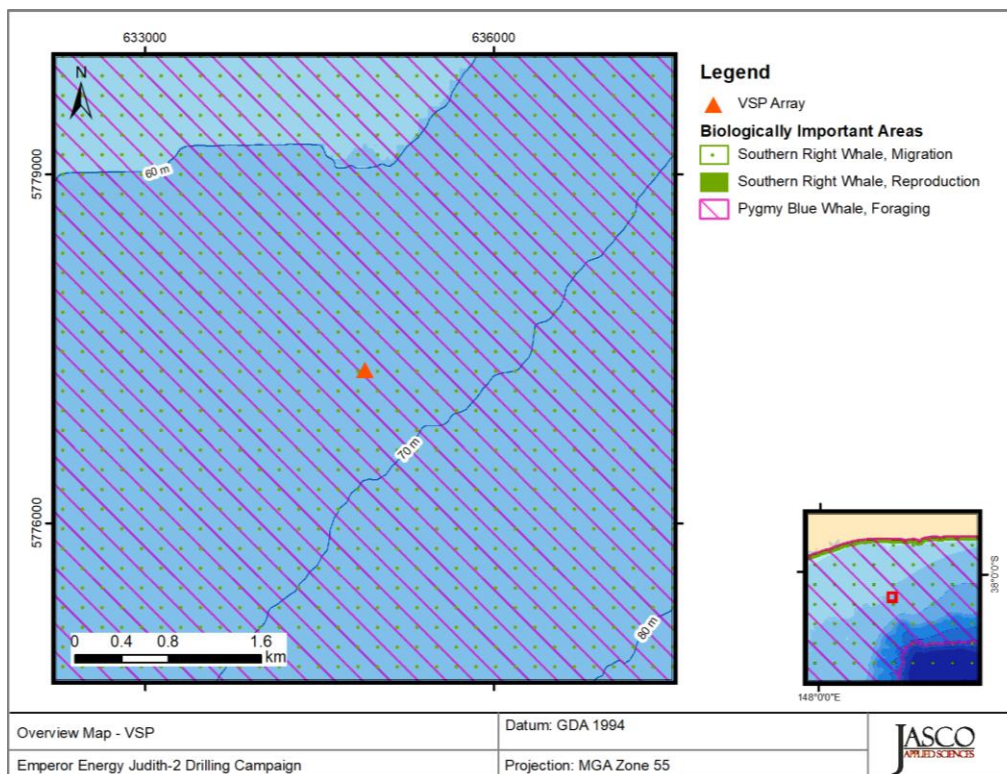 633000
636000
N
5779000
5776000
60 m
70 m
80 m
0 0.4 0.8 1.6
km
Legend
VSP Array
Biologically Important Areas
Southern Right Whale, Migration
Southern Right Whale, Reproduction
Pygmy Blue Whale, Foraging
38°0'0"S
148°0'0"E
Overview Map - VSP
Datum: GDA 1994
Emperor Energy Judith-2 Drilling Campaign
Projection: MGA Zone 55
JASCO
APPLIED SCIENCES